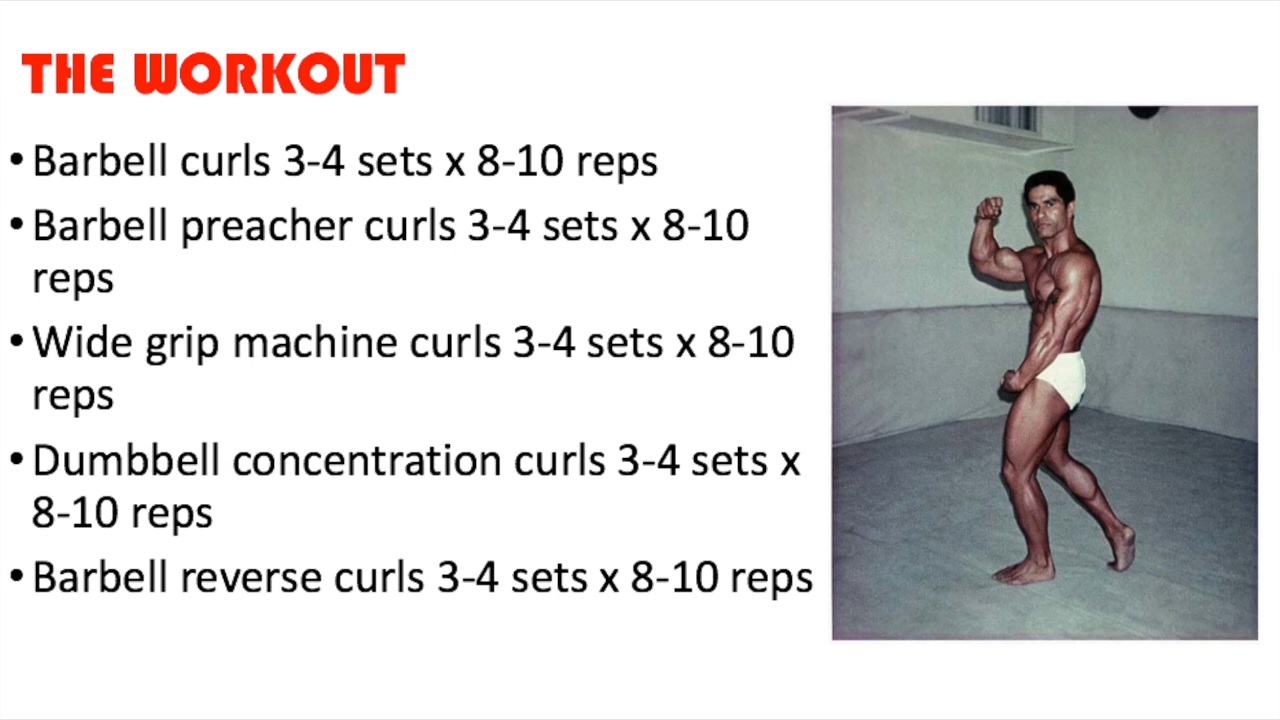 THE WORKOUT
• Barbell curls 3-4 sets x 8-10 reps
• Barbell preacher curls 3-4 sets x 8-10
reps
• Wide grip machine curls 3-4 sets x 8-10
reps
• Dumbbell concentration curls 3-4 sets x
8-10 reps
• Barbell reverse curls 3-4 sets x 8-10 reps